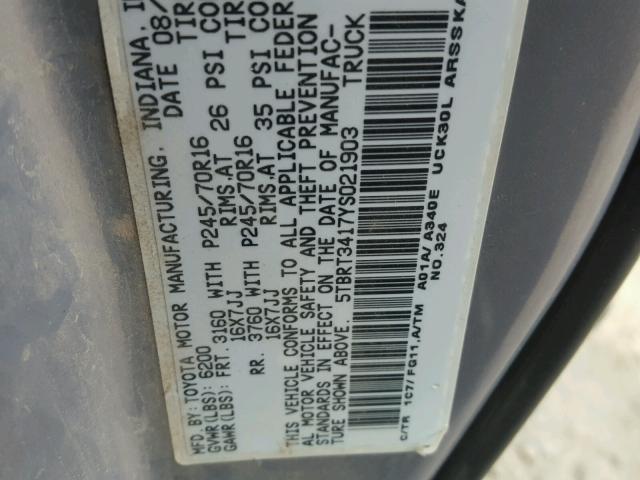 MFD. BY: TOYOTA MOTOR MANUFACTURING, INDIANA, I
GVWR(LBS): 6200 DATE 08/
GAWR(LBS): FRT. 3160 WITH P245/70R16 TIR
16X7JJ RIMS.AT 26 PSI CO
RR. 3760 WITH P245/70R16 TIR
16X7JJ RIMS.AT 35 PSI CO
THIS VEHICLE CONFORMS TO ALL APPLICABLE FEDER
AL MOTOR VEHICLE SAFETY AND THEFT PREVENTION
STANDARDS IN EFFECT ON THE DATE OF MANUFAC-
TURE SHOWN ABOVE. 5TBRT3417YS021903 TRUCK
C/TR 1C7/FG11,A/TM A01A/A340E UCK30L ARSSKA
NO.324